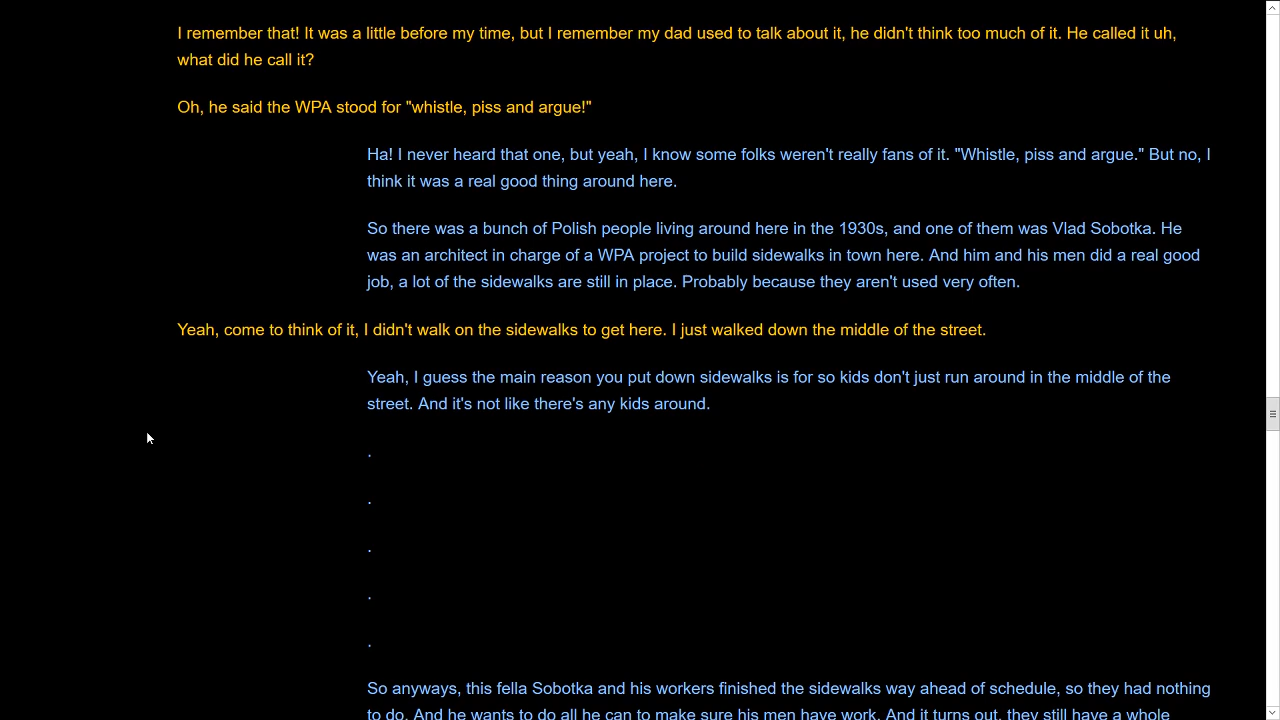 I remember that! It was a little before my time, but I remember my dad used to talk about it, he didn't think too much of it. He called it uh,
what did he call it?
Oh, he said the WPA stood for "whistle, piss and argue!"
Ha! I never heard that one, but yeah, I know some folks weren't really fans of it. "Whistle, piss and argue." But no, I
think it was a real good thing around here.
So there was a bunch of Polish people living around here in the 1930s, and one of them was Vlad Sobotka. He
was an architect in charge of a WPA project to build sidewalks in town here. And him and his men did a real good
job, a lot of the sidewalks are still in place. Probably because they aren't used very often.
Yeah, come to think of it, I didn't walk on the sidewalks to get here. I just walked down the middle of the street.
Yeah, I guess the main reason you put down sidewalks is for so kids don't just run around in the middle of the
street. And it's not like there's any kids around.
.
.
.
.
.
So anyways, this fella Sobotka and his workers finished the sidewalks way ahead of schedule, so they had nothing
to do. And he wants to do all he can to make sure his men have work. And it turns out, they still have a whole